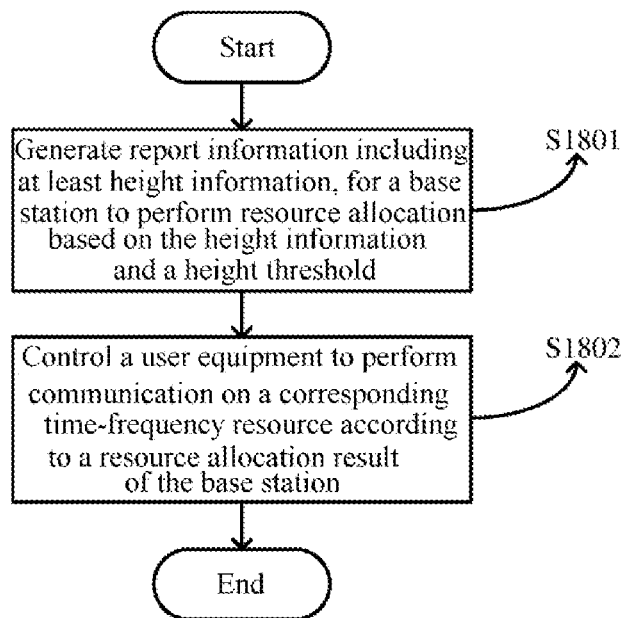 Start
Generate report information including
at least height information, for a base
station to perform resource allocation
based on the height information
and a height threshold
S1801
Control a user equipment to perform
communication on a corresponding
time-frequency resource according
to a resource allocation result
of the base station
S1802
End